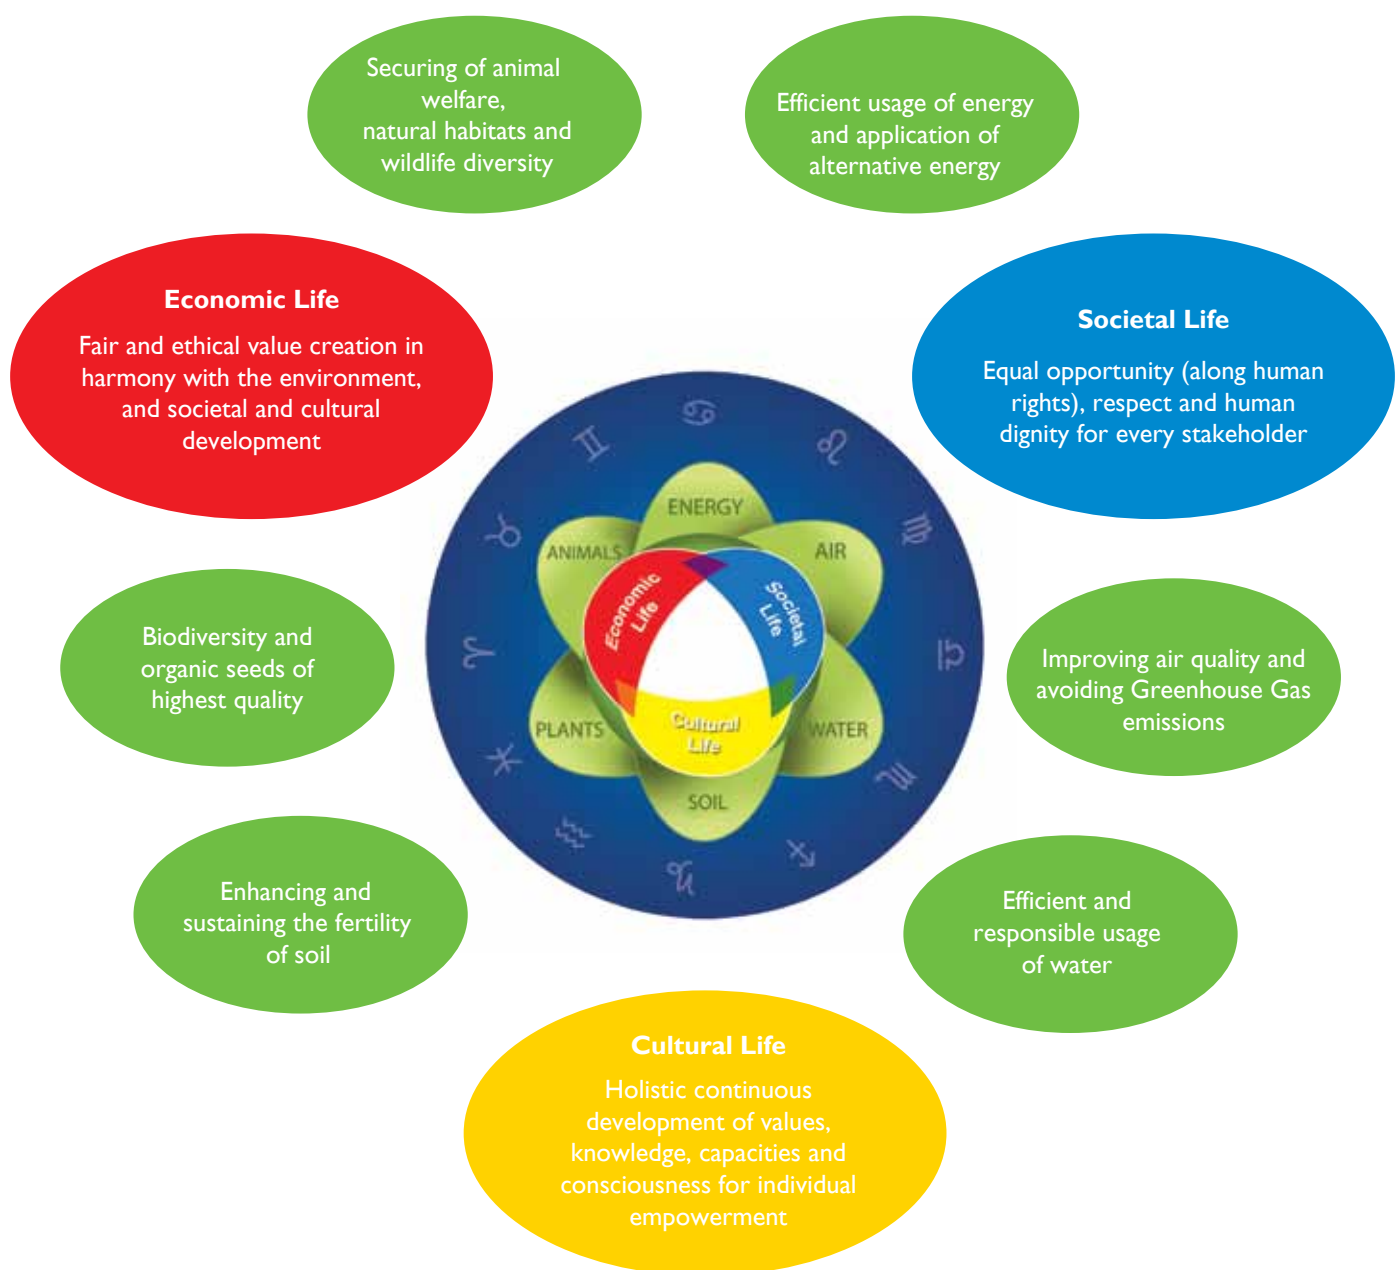 Securing of animal
welfare,
natural habitats and
wildlife diversity
Efficient usage of energy
and application of
alternative energy
Economic Life
Fair and ethical value creation in
harmony with the environment,
and societal and cultural
development
Societal Life
Equal opportunity (along human
rights), respect and human
dignity for every stakeholder
ENERGY
ANIMALS
AIR
Economic
Life
Societal
Life
PLANTS
Cultural
Life
WATER
SOIL
Biodiversity and
organic seeds of
highest quality
Improving air quality and
avoiding Greenhouse Gas
emissions
Enhancing and
sustaining the fertility
of soil
Efficient and
responsible usage
of water
Cultural Life
Holistic continuous
development of values,
knowledge, capacities and
consciousness for individual
empowerment